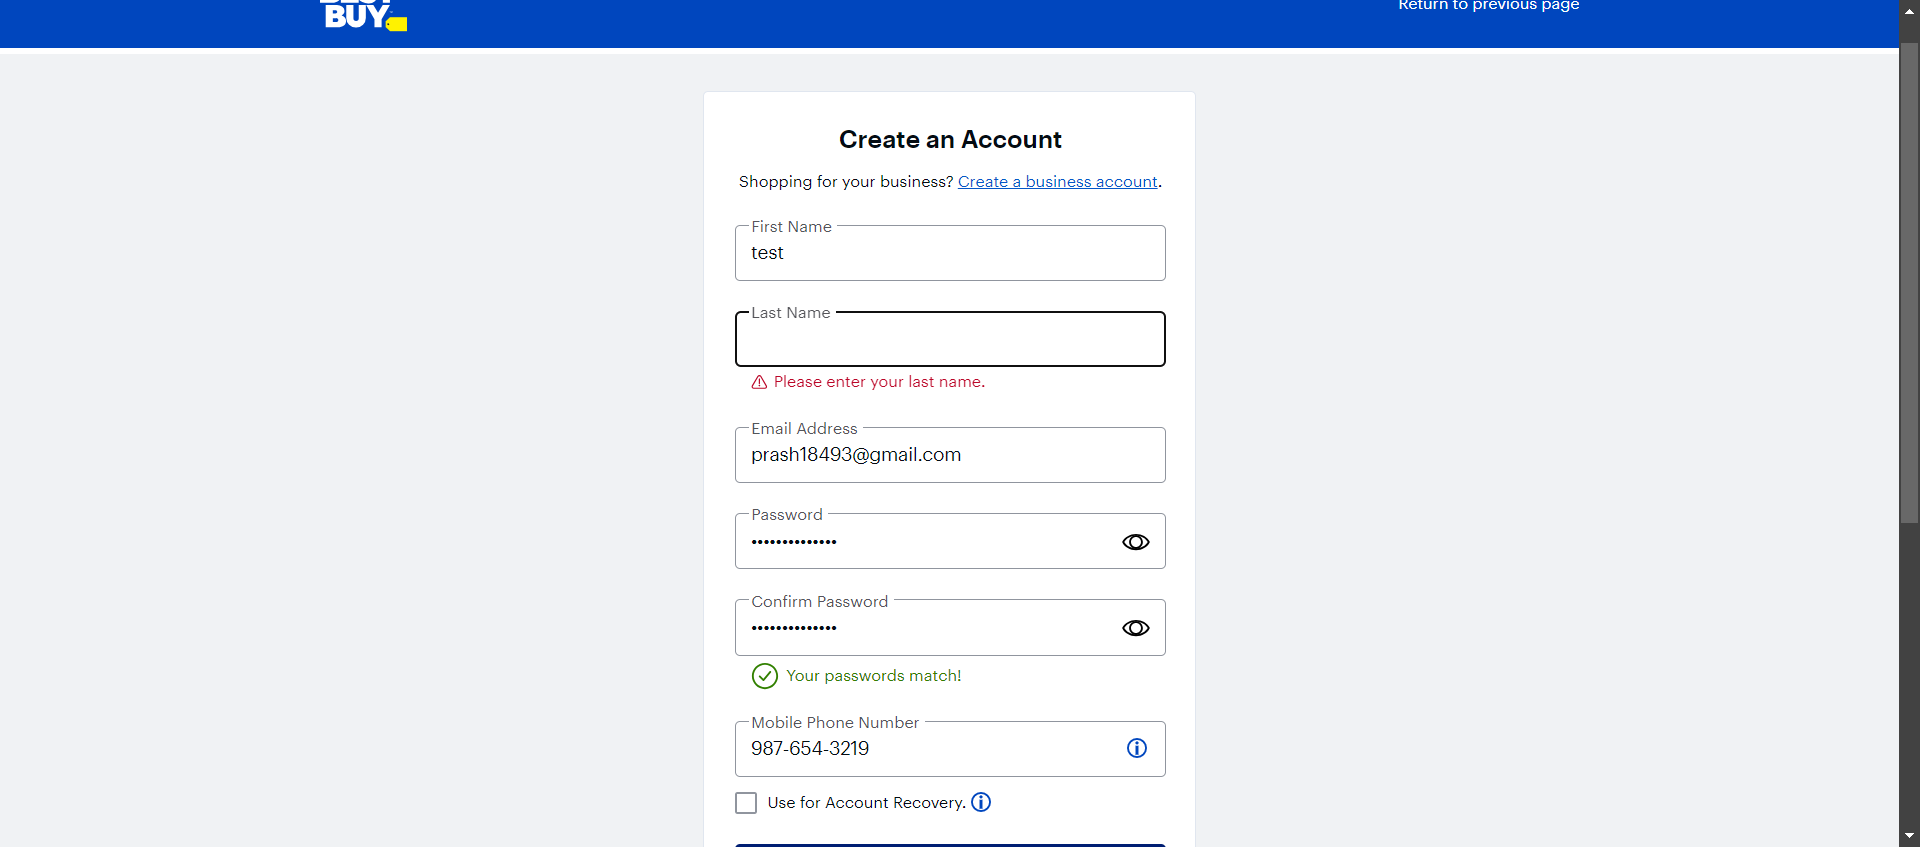 BEST
BUY
Return to previous page
Create an Account
Shopping for your business? Create a business account.
First Name
test
Last Name
Please enter your last name.
Email Address
prash18493@gmail.com
Password
••••••••••••••
Confirm Password
••••••••••••••
Your passwords match!
Mobile Phone Number
987-654-3219
Use for Account Recovery.